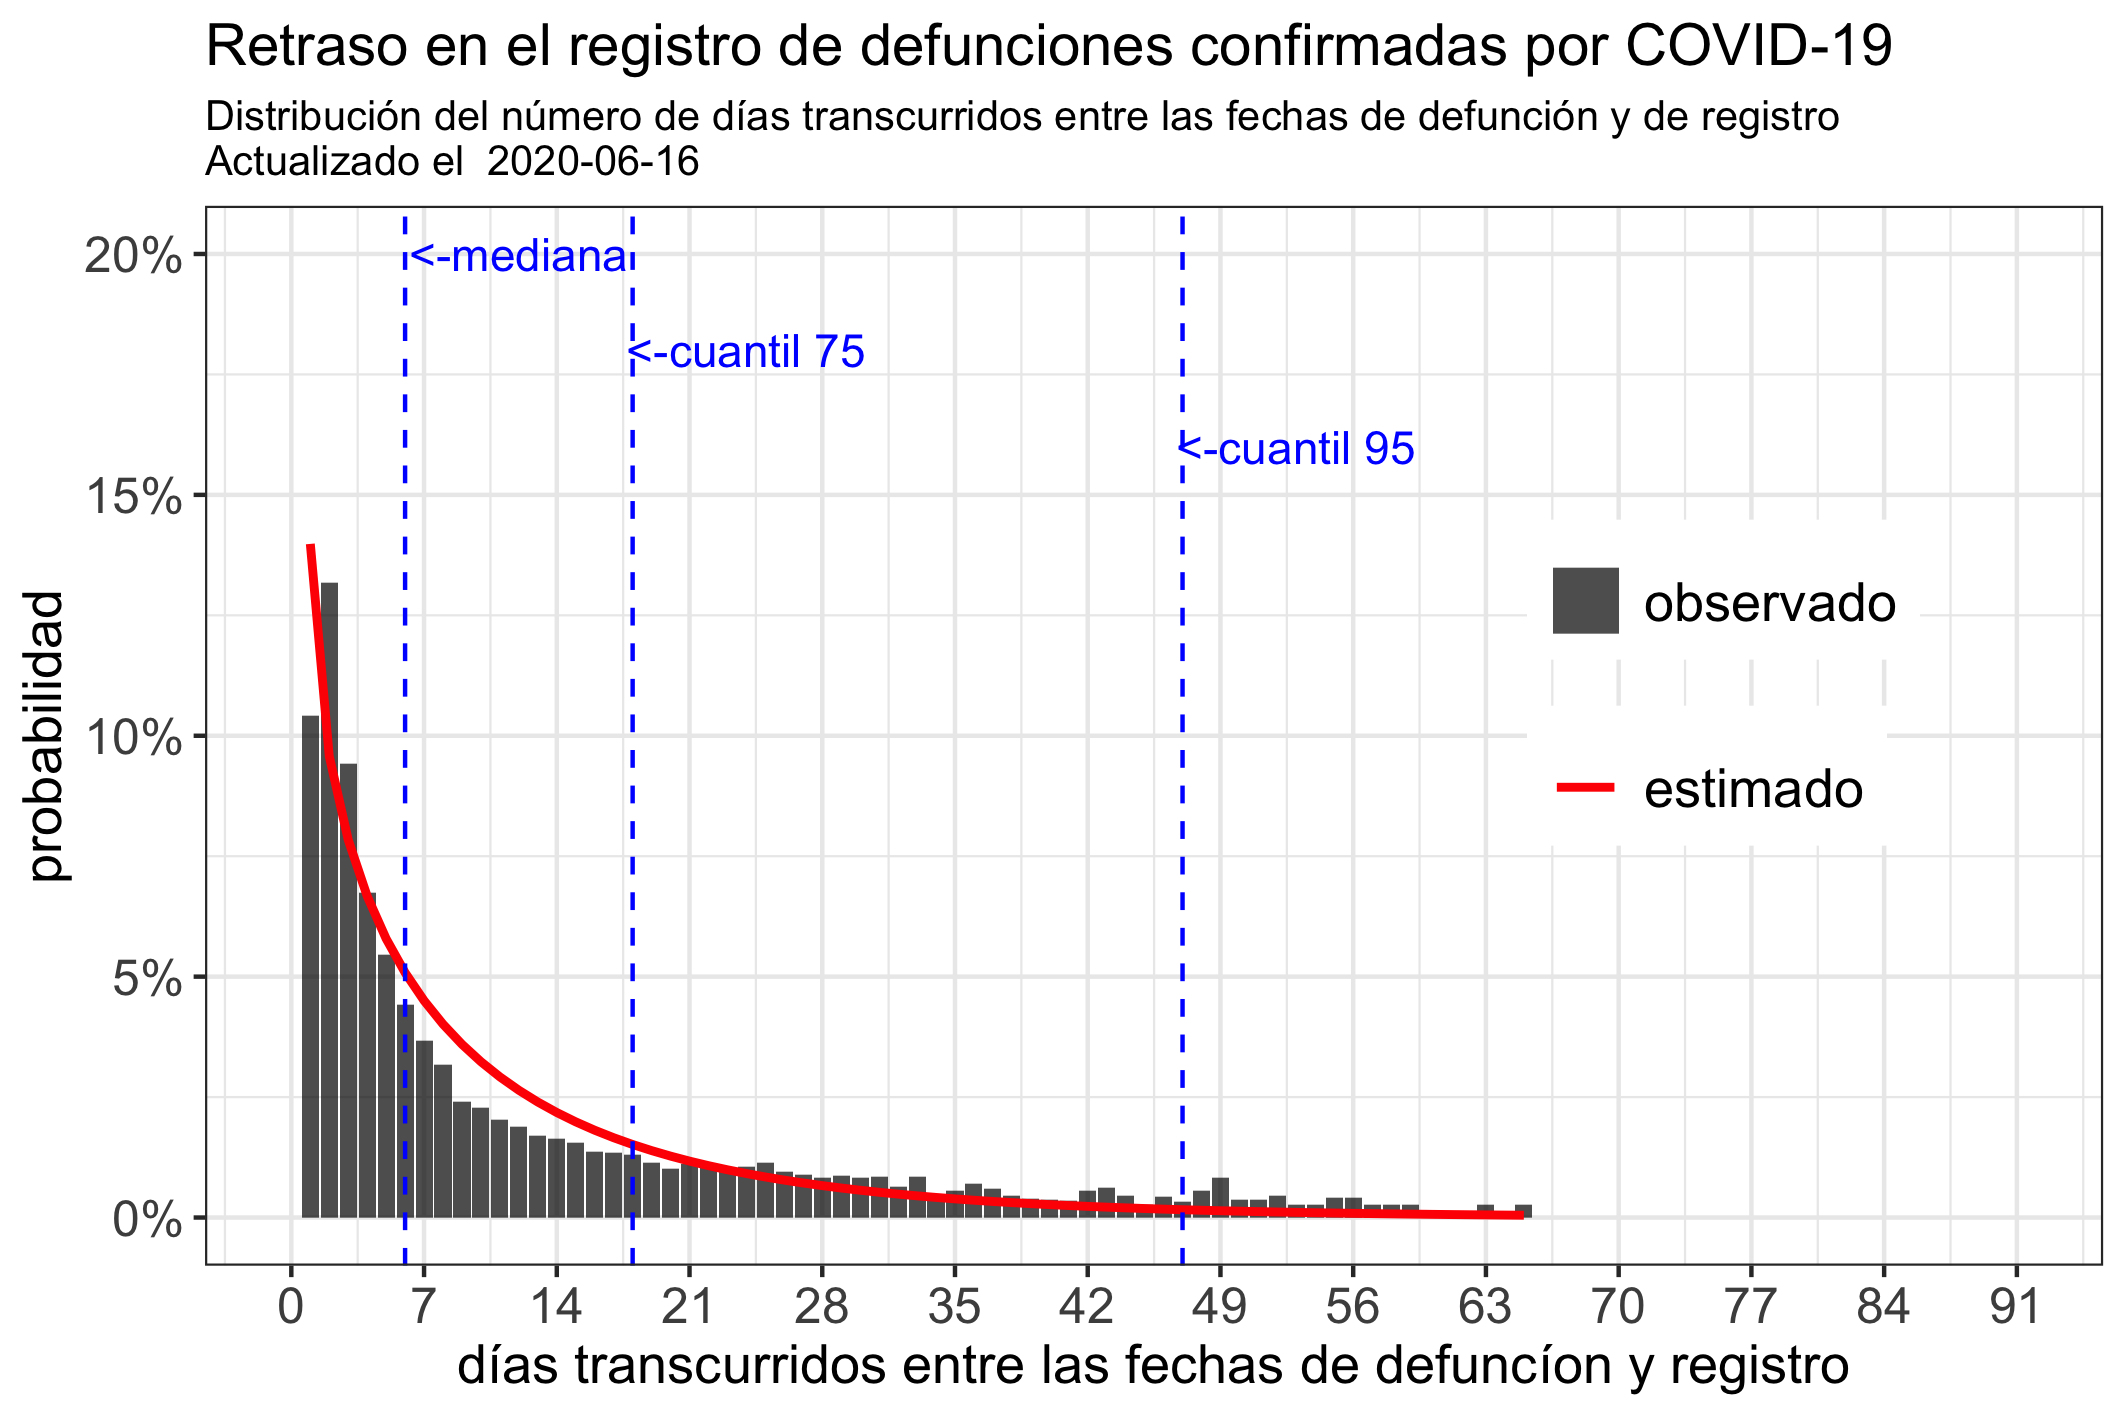 Retraso en el registro de defunciones confirmadas por COVID-19
Distribución del número de días transcurridos entre las fechas de defunción y de registro
Actualizado el  2020-06-16
20%
15%
10%
5%
0%
probabilidad
<-mediana
<-cuantil 75
<-cuantil 95
observado
estimado
0 7 14 21 28 35 42 49 56 63 70 77 84 91
días transcurridos entre las fechas de defuncíon y registro